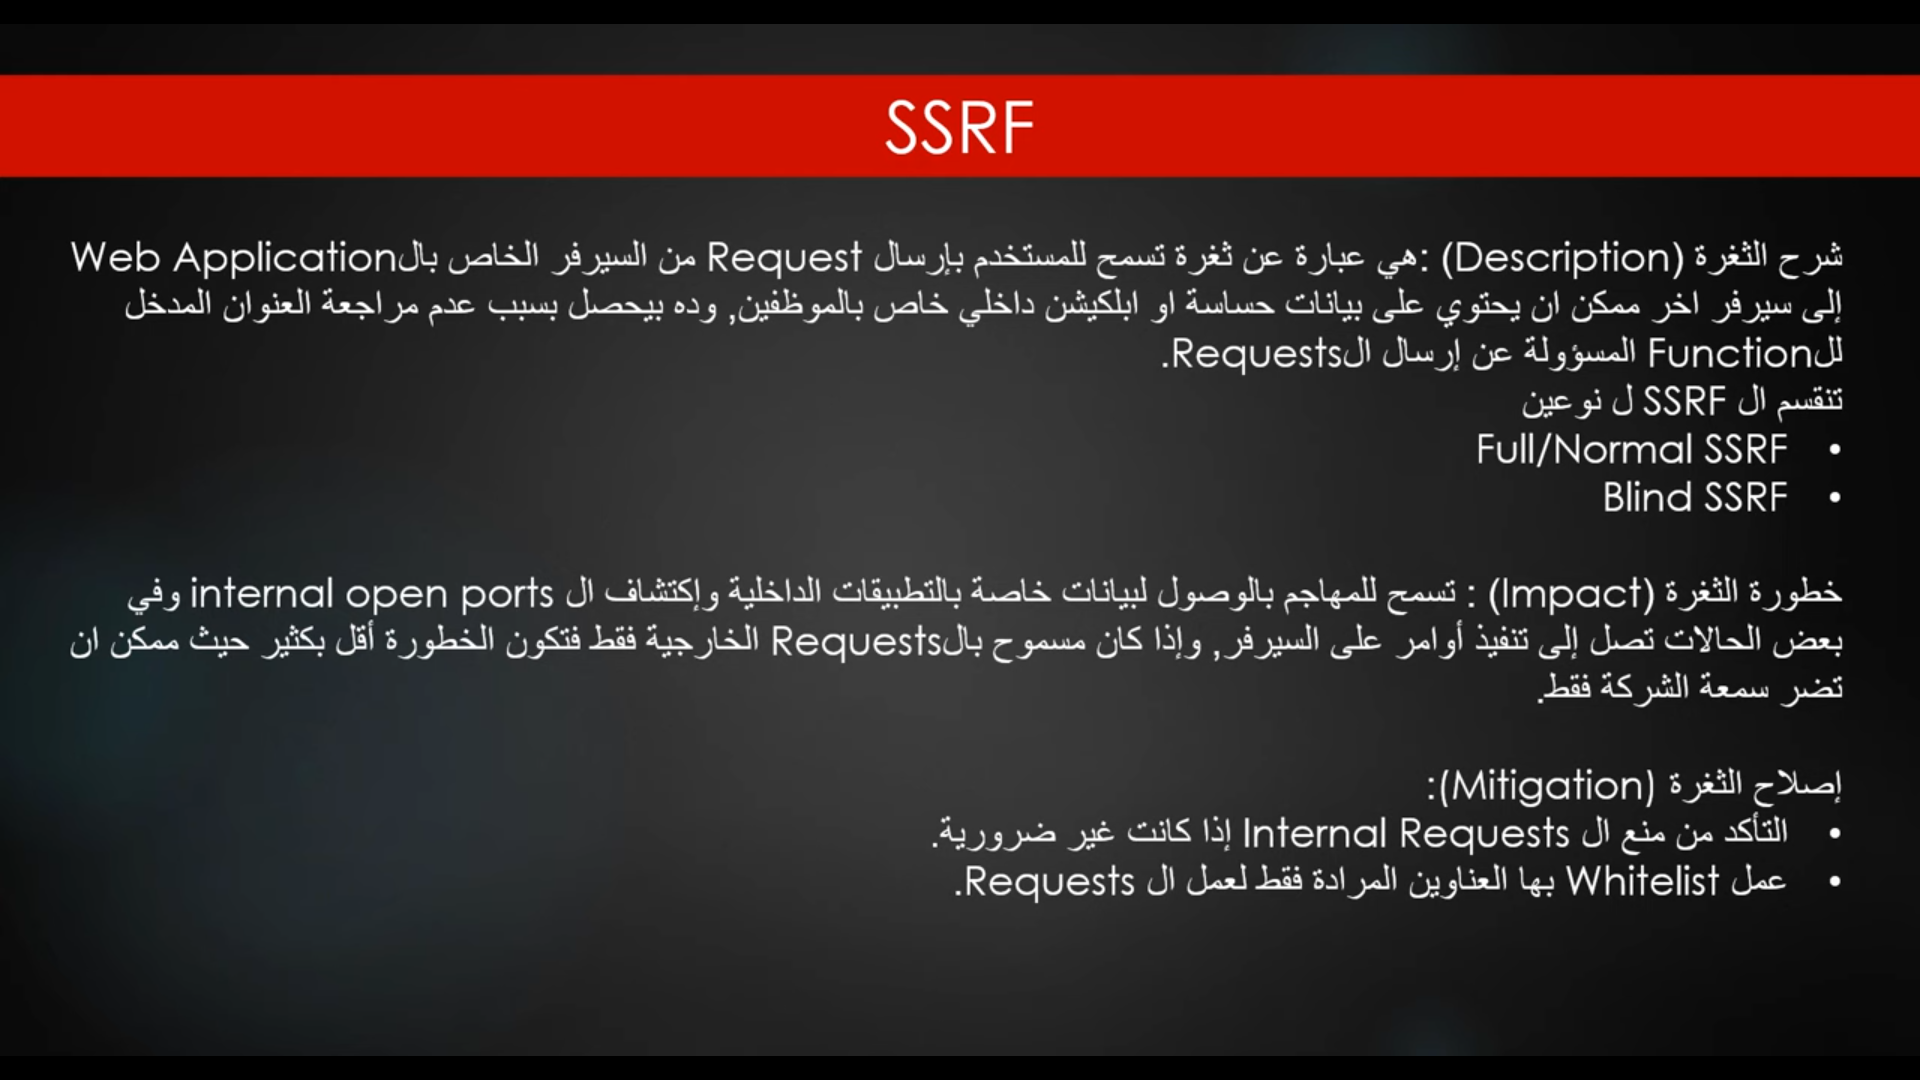 SSRF
شرح الثغرة (Description) :هي عبارة عن ثغرة تسمح للمستخدم بإرسال Request من السيرفر الخاص بالWeb Application
إلى سيرفر اخر ممكن ان يحتوي على بيانات حساسة او ابلكيشن داخلي خاص بالموظفين, وده بيحصل بسبب عدم مراجعة العنوان المدخل
للFunction المسؤولة عن إرسال الRequests.
تنقسم ال SSRF ل نوعين
• Full/Normal SSRF
• Blind SSRF
خطورة الثغرة (Impact) : تسمح للمهاجم بالوصول لبيانات خاصة بالتطبيقات الداخلية وإكتشاف ال internal open ports وفي
بعض الحالات تصل إلى تنفيذ أوامر على السيرفر, وإذا كان مسموح بالRequests الخارجية فقط فتكون الخطورة أقل بكثير حيث ممكن ان
تضر سمعة الشركة فقط.
إصلاح الثغرة (Mitigation):
• التأكد من منع ال Internal Requests إذا كانت غير ضرورية.
• عمل Whitelist بها العناوين المرادة فقط لعمل ال Requests.